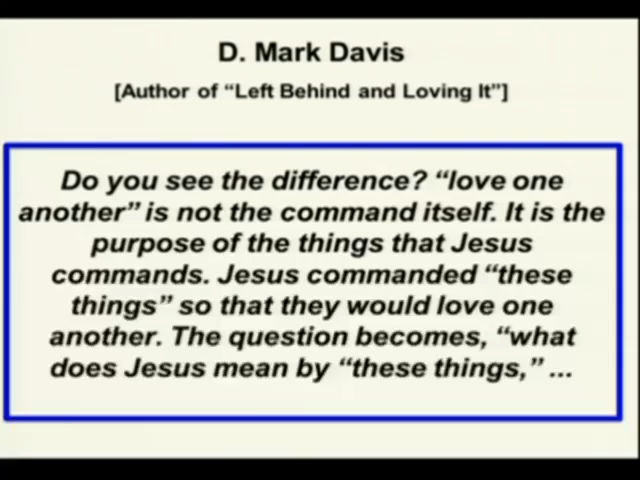 D. Mark Davis
[Author of “Left Behind and Loving It”]
Do you see the difference? “love one
another” is not the command itself. It is the
purpose of the things that Jesus
commands. Jesus commanded “these
things” so that they would love one
another. The question becomes, “what
does Jesus mean by “these things,” ...